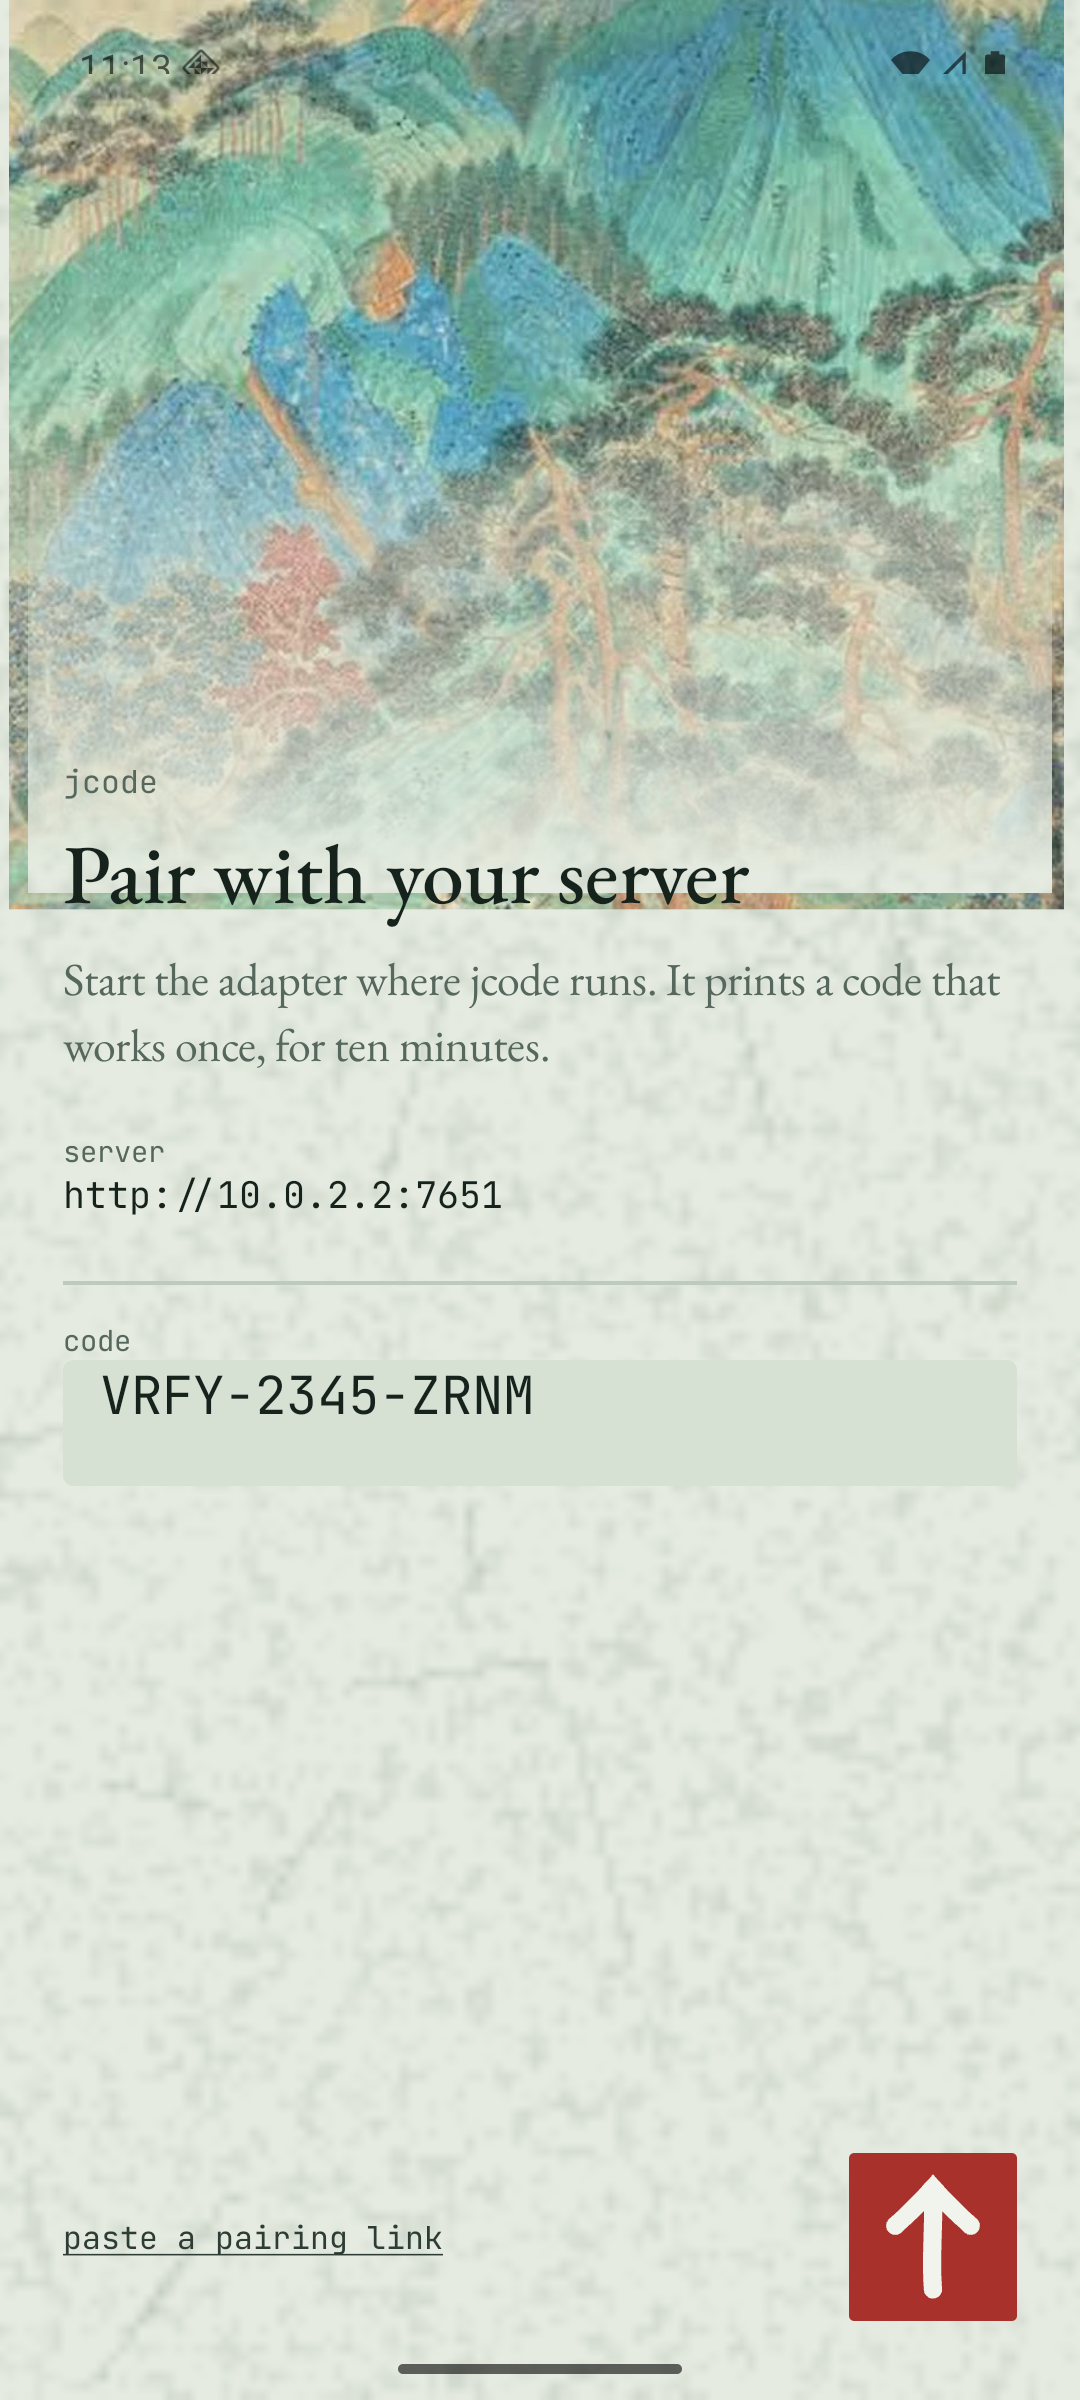 11:13
jcode
Pair with your server
Start the adapter where jcode runs. It prints a code that
works once, for ten minutes.
server
http://10.0.2.2:7651
code
VRFY-2345-ZRNM
paste a pairing link